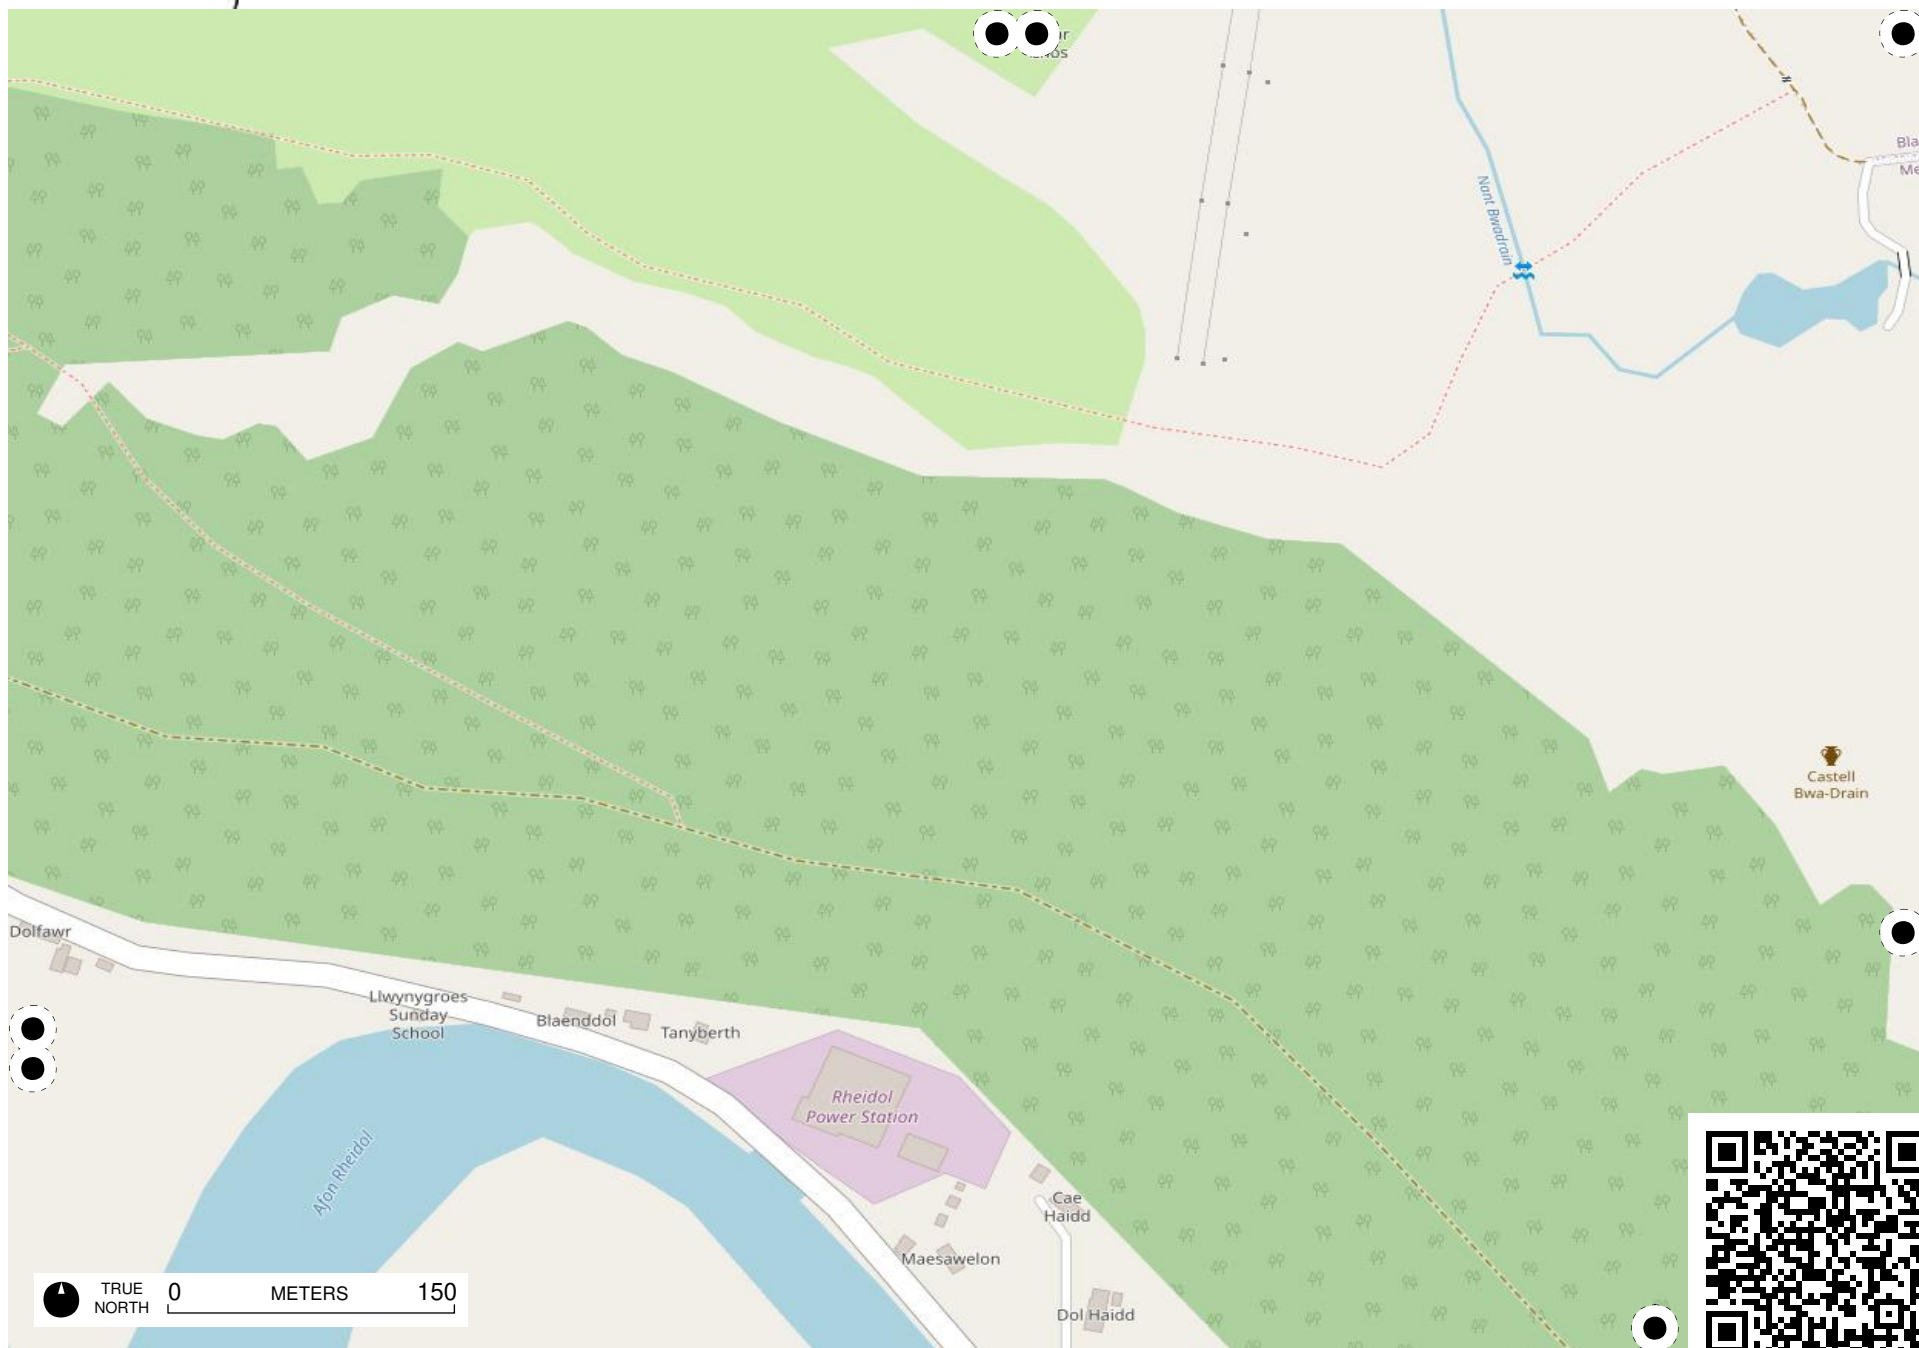 Nant Bwadrain
Castell
Bwa-Drain
Dolfawr
Llwynygroes
Sunday
School
Blaenddol
Tanyberth
Rheidol
Power Station
Afon Rheidol
Cae
Haidd
Maesawelon
Dol Haidd
TRUE
NORTH
0 METERS 150